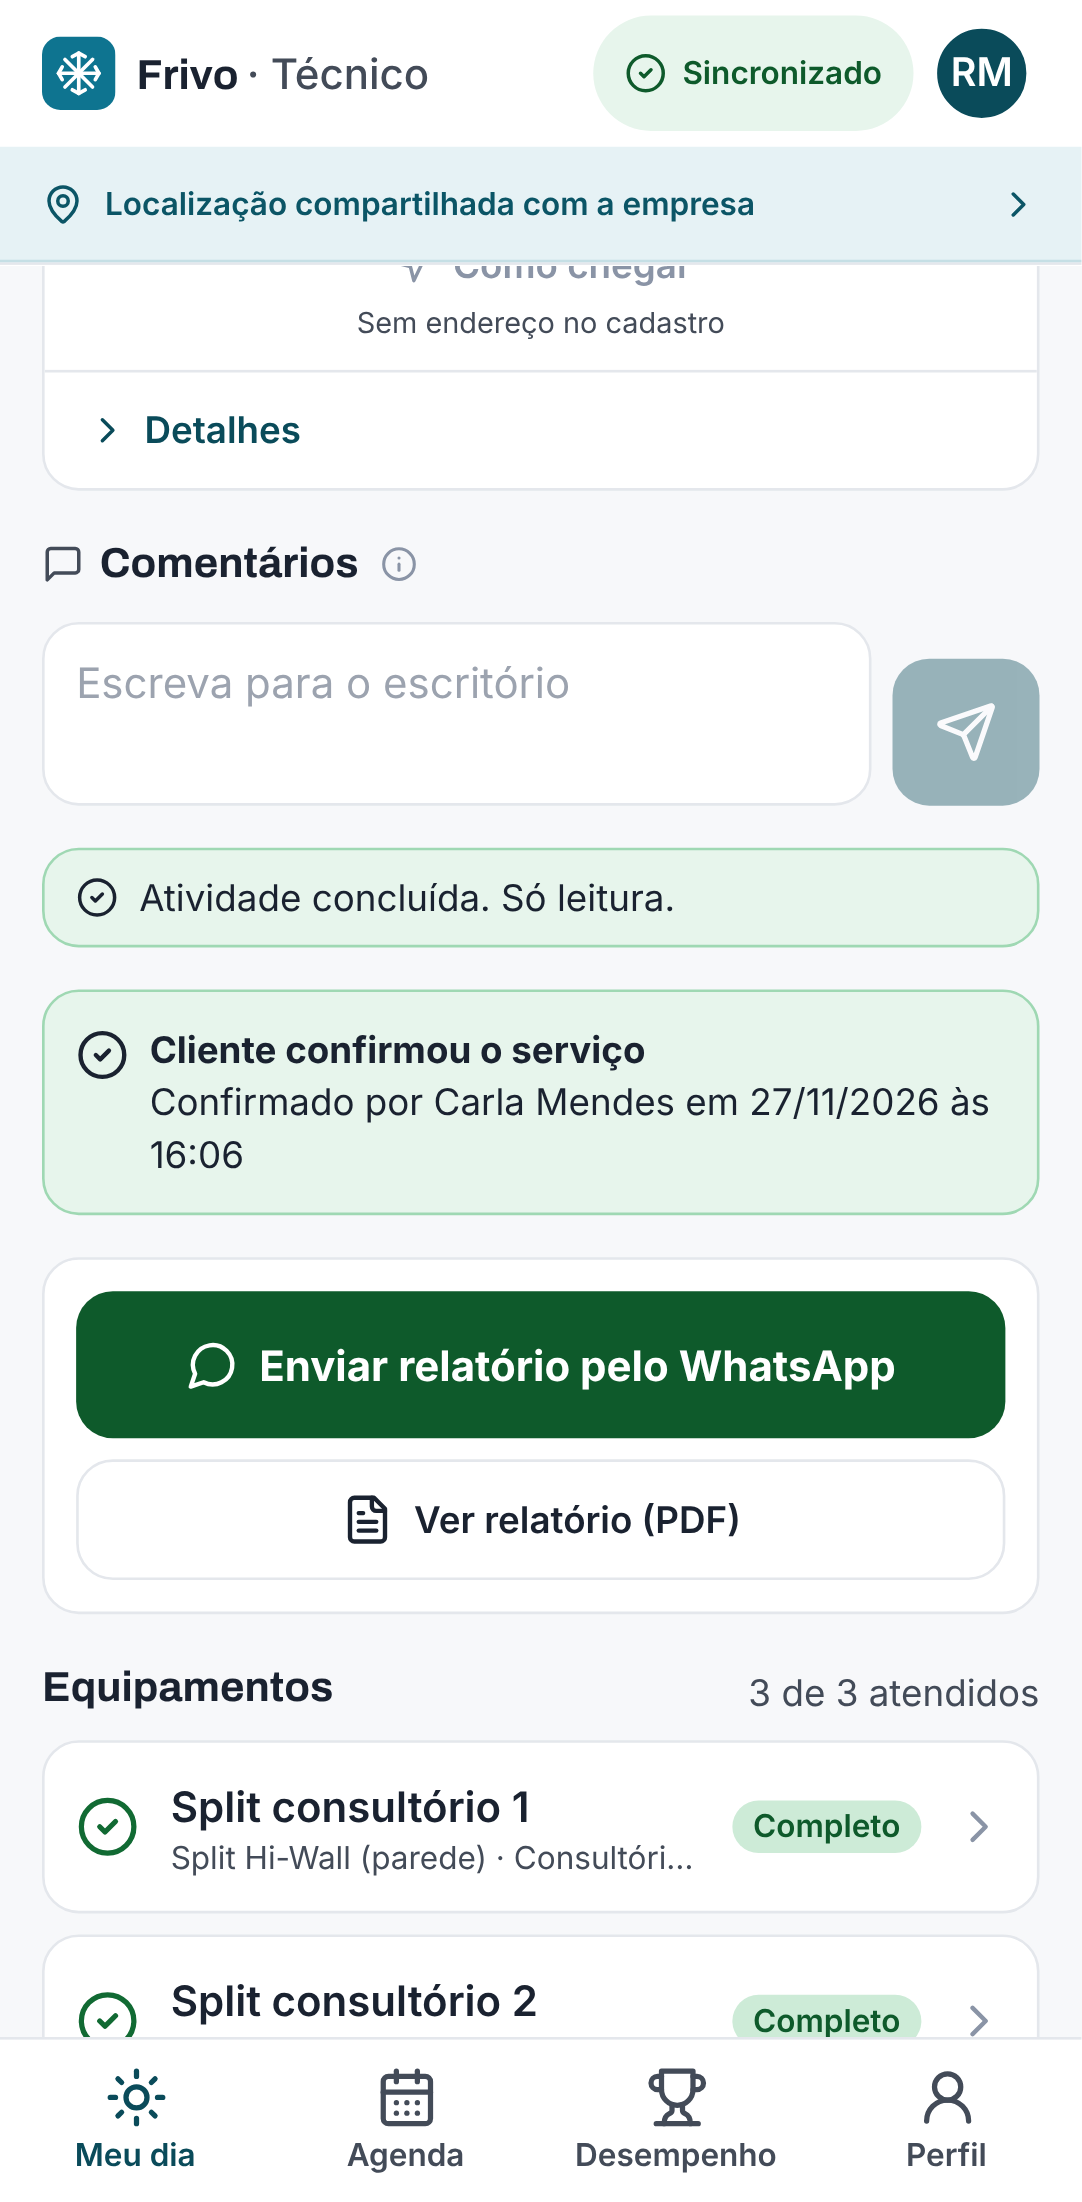 Frivo · Técnico
Sincronizado
RM
Localização compartilhada com a empresa
Como chegar
Sem endereço no cadastro
Detalhes
Comentários
Escreva para o escritório
Atividade concluída. Só leitura.
Cliente confirmou o serviço
Confirmado por Carla Mendes em 27/11/2026 às
16:06
Enviar relatório pelo WhatsApp
Ver relatório (PDF)
Equipamentos
3 de 3 atendidos
Split consultório 1
Completo
Split Hi-Wall (parede) · Consultóri...
Split consultório 2
Completo
Meu dia
Agenda
Desempenho
Perfil